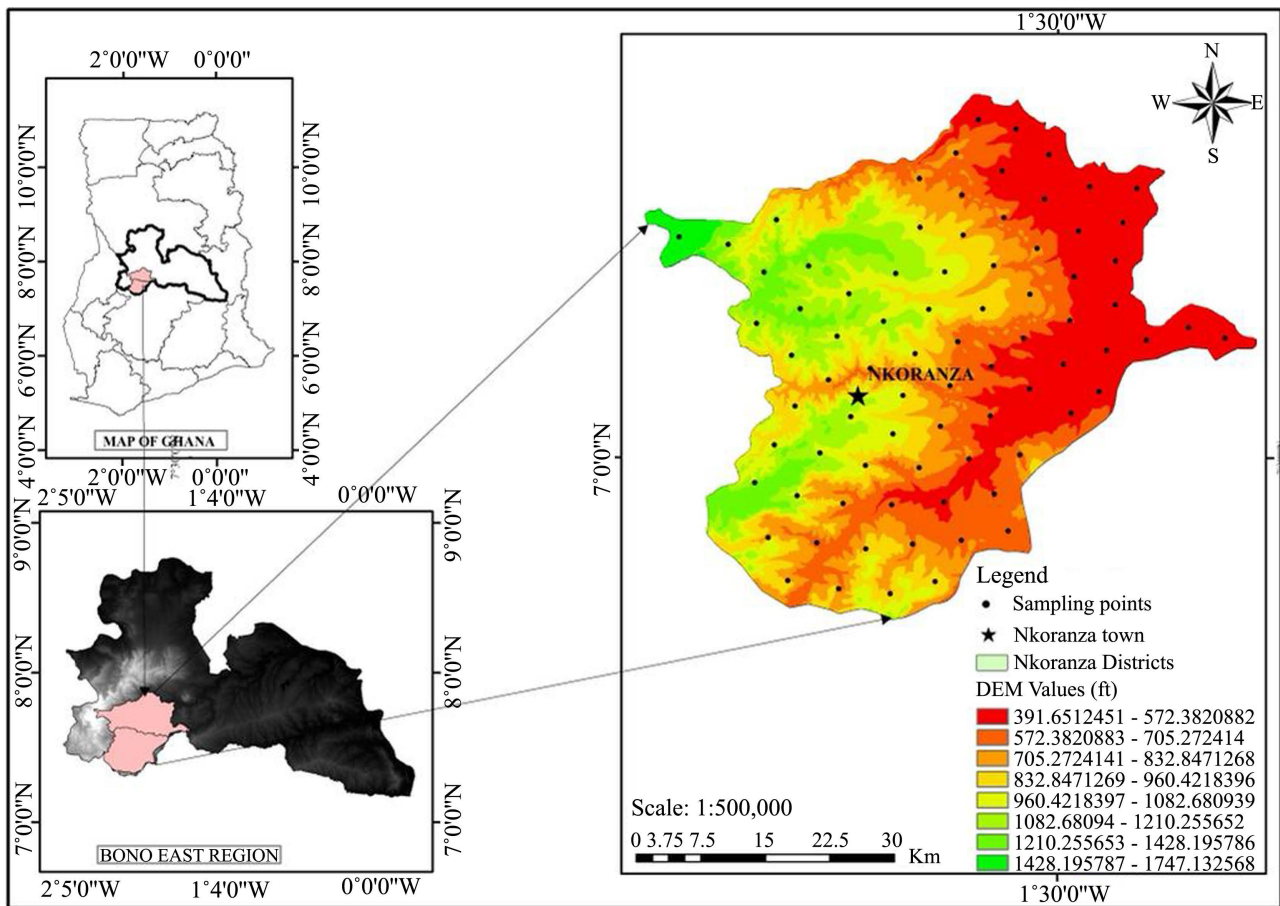 2°0'0"W 0°0'0"
10°0'0"N
8°0'0"N
6°0'0"N
4°0'0"N
10°0'0"N
8°0'0"N
6°0'0"N
4°0'0"N
MAP OF GHANA
2°0'0"W 0°0'0"W
2°5'0"W 1°4'0"W 0°0'0"W
9°0'0"N
8°0'0"N
7°0'0"N
9°0'0"N
8°0'0"N
7°0'0"N
BONO EAST REGION
2°5'0"W 1°4'0"W 0°0'0"W
1°30'0"W
N
W E
S
NKORANZA
7°0'0"N
Legend
Sampling points
Nkoranza town
Nkoranza Districts
DEM Values (ft)
391.6512451 - 572.3820882
572.3820883 - 705.272414
705.2724141 - 832.8471268
832.8471269 - 960.4218396
960.4218397 - 1082.680939
1082.68094 - 1210.255652
1210.255653 - 1428.195786
1428.195787 - 1747.132568
Scale: 1:500,000
0 3.75 7.5 15 22.5 30
Km
1°30'0"W